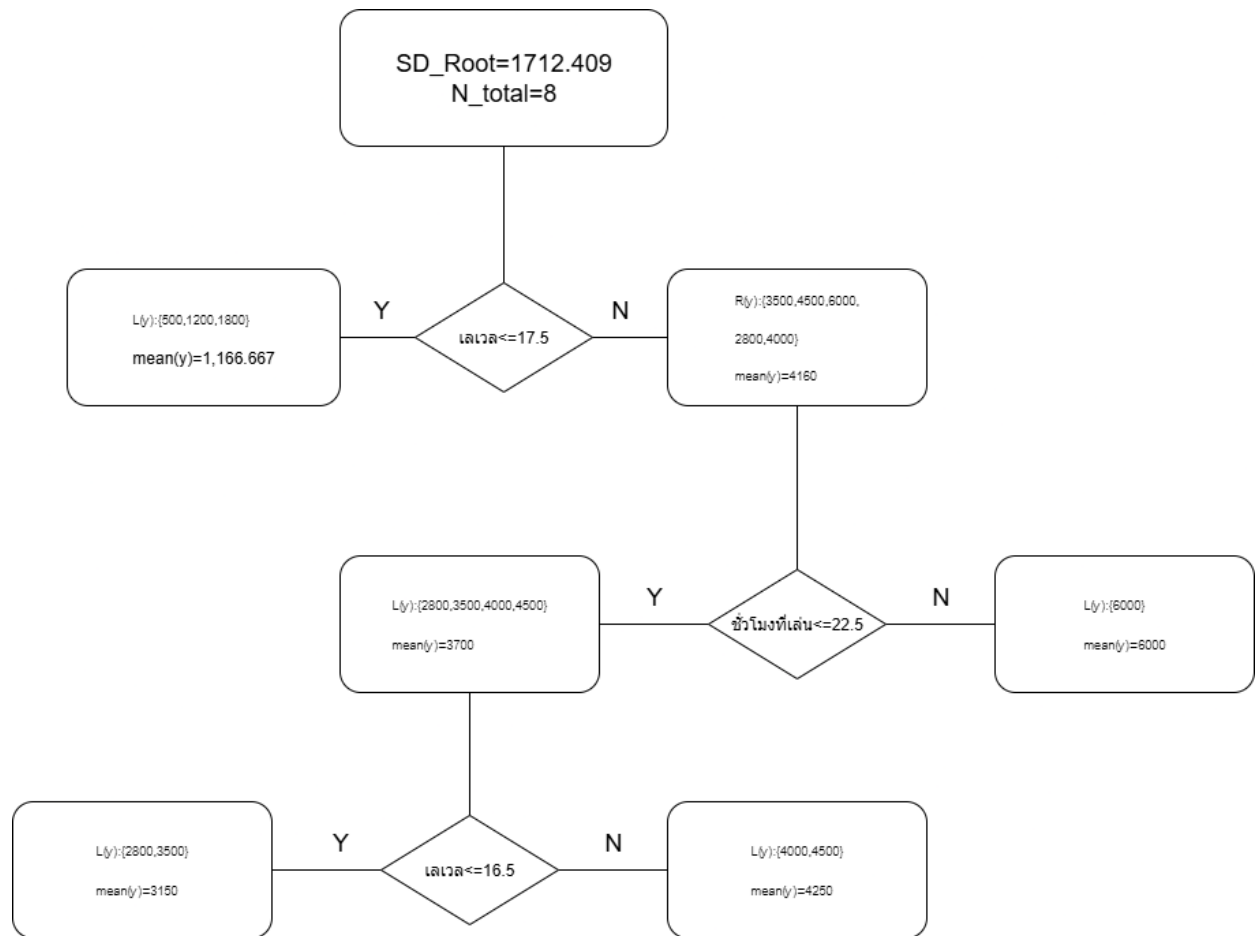 SD_Root=1712.409
N_total=8
Y
N
L(y):{500,1200,1800}
mean(y)=1,166.667
เลเวล<=17.5
R(y):{3500,4500,6000,
2800,4000}
mean(y)=4160
Y
N
L(y):{2800,3500,4000,4500}
mean(y)=3700
ชั่วโมงที่เล่น<=22.5
L(y):{6000}
mean(y)=6000
Y
N
L(y):{2800,3500}
mean(y)=3150
เลเวล<=16.5
L(y):{4000,4500}
mean(y)=4250